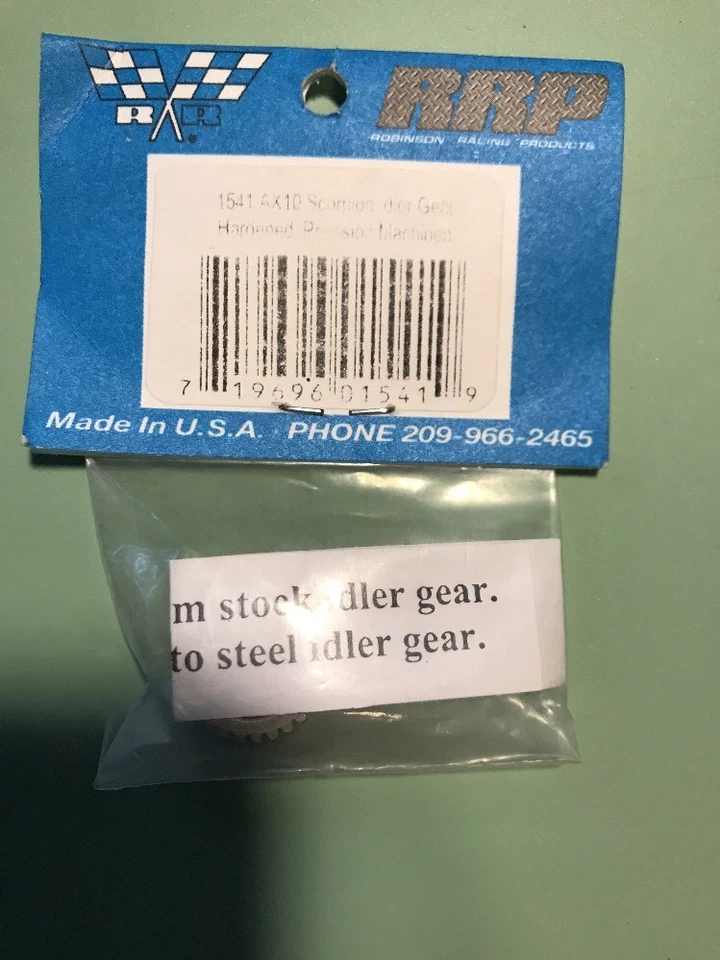 R R
RRP
ROBINSON RACING PRODUCTS
1541 AX10 Scorpion Idler Gear
Hardened, Precision Machined
7 19696 01541 9
Made In U.S.A. PHONE 209-966-2465
m stock idler gear.
to steel idler gear.